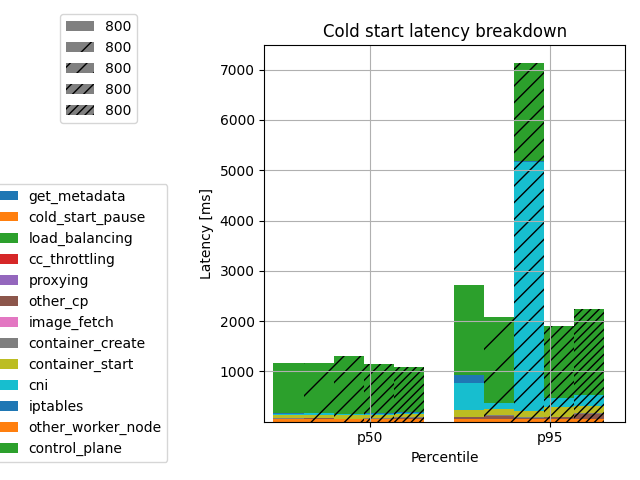 800
800
800
800
800
get_metadata
cold_start_pause
load_balancing
cc_throttling
proxying
other_cp
image_fetch
container_create
container_start
cni
iptables
other_worker_node
control_plane
Cold start latency breakdown
Latency [ms]
7000
6000
5000
4000
3000
2000
1000
p50
p95
Percentile